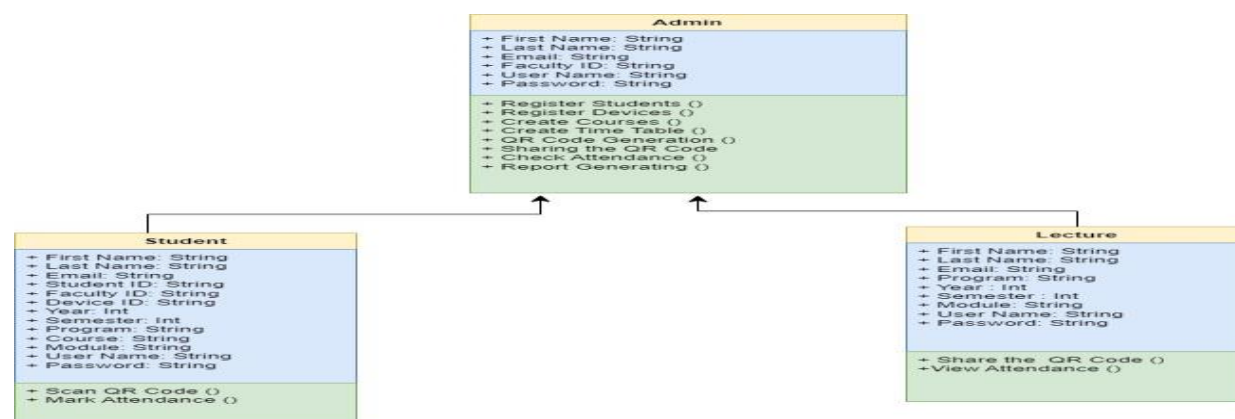 Admin
+ First Name: String
+ Last Name: String
+ Email: String
+ Faculty ID: String
+ User Name: String
+ Password: String
+ Register Students ()
+ Register Devices ()
+ Create Courses ()
+ Create Time Table ()
+ QR Code Generation ()
+ Sharing the QR Code
+ Check Attendance ()
+ Report Generating ()
Student
+ First Name: String
+ Last Name: String
+ Email: String
+ Student ID: String
+ Faculty ID: String
+ Device ID: String
+ Year: Int
+ Semester: Int
+ Program: String
+ Course: String
+ Module: String
+ User Name: String
+ Password: String
+ Scan QR Code ()
+ Mark Attendance ()
Lecture
+ First Name: String
+ Last Name: String
+ Email: String
+ Program: String
+ Year : Int
+ Semester : Int
+ Module: String
+ User Name: String
+ Password: String
+ Share the QR Code ()
+View Attendance ()